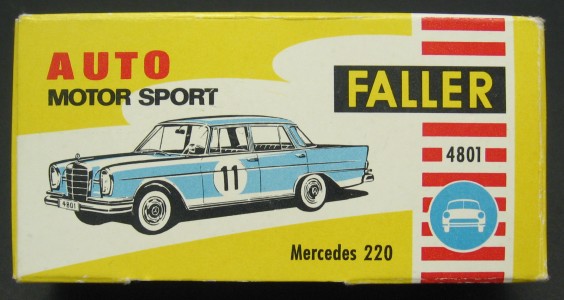 AUTO
MOTOR SPORT
FALLER
4801
11
4801
Mercedes 220